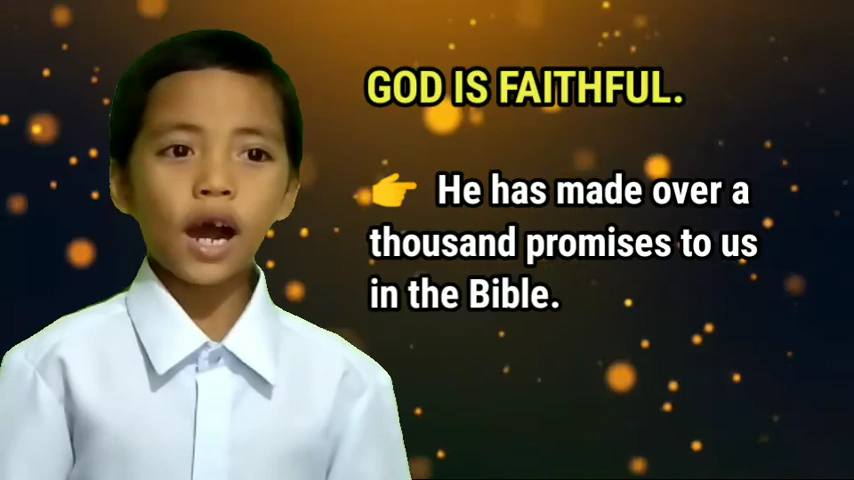 GOD IS FAITHFUL.
👉 He has made over a
thousand promises to us
in the Bible.